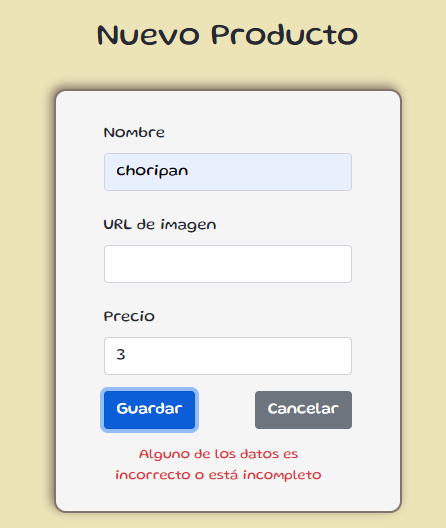 Nuevo Producto
Nombre
choripan
URL de imagen
Precio
3
Guardar Cancelar
Alguno de los datos es
incorrecto o está incompleto